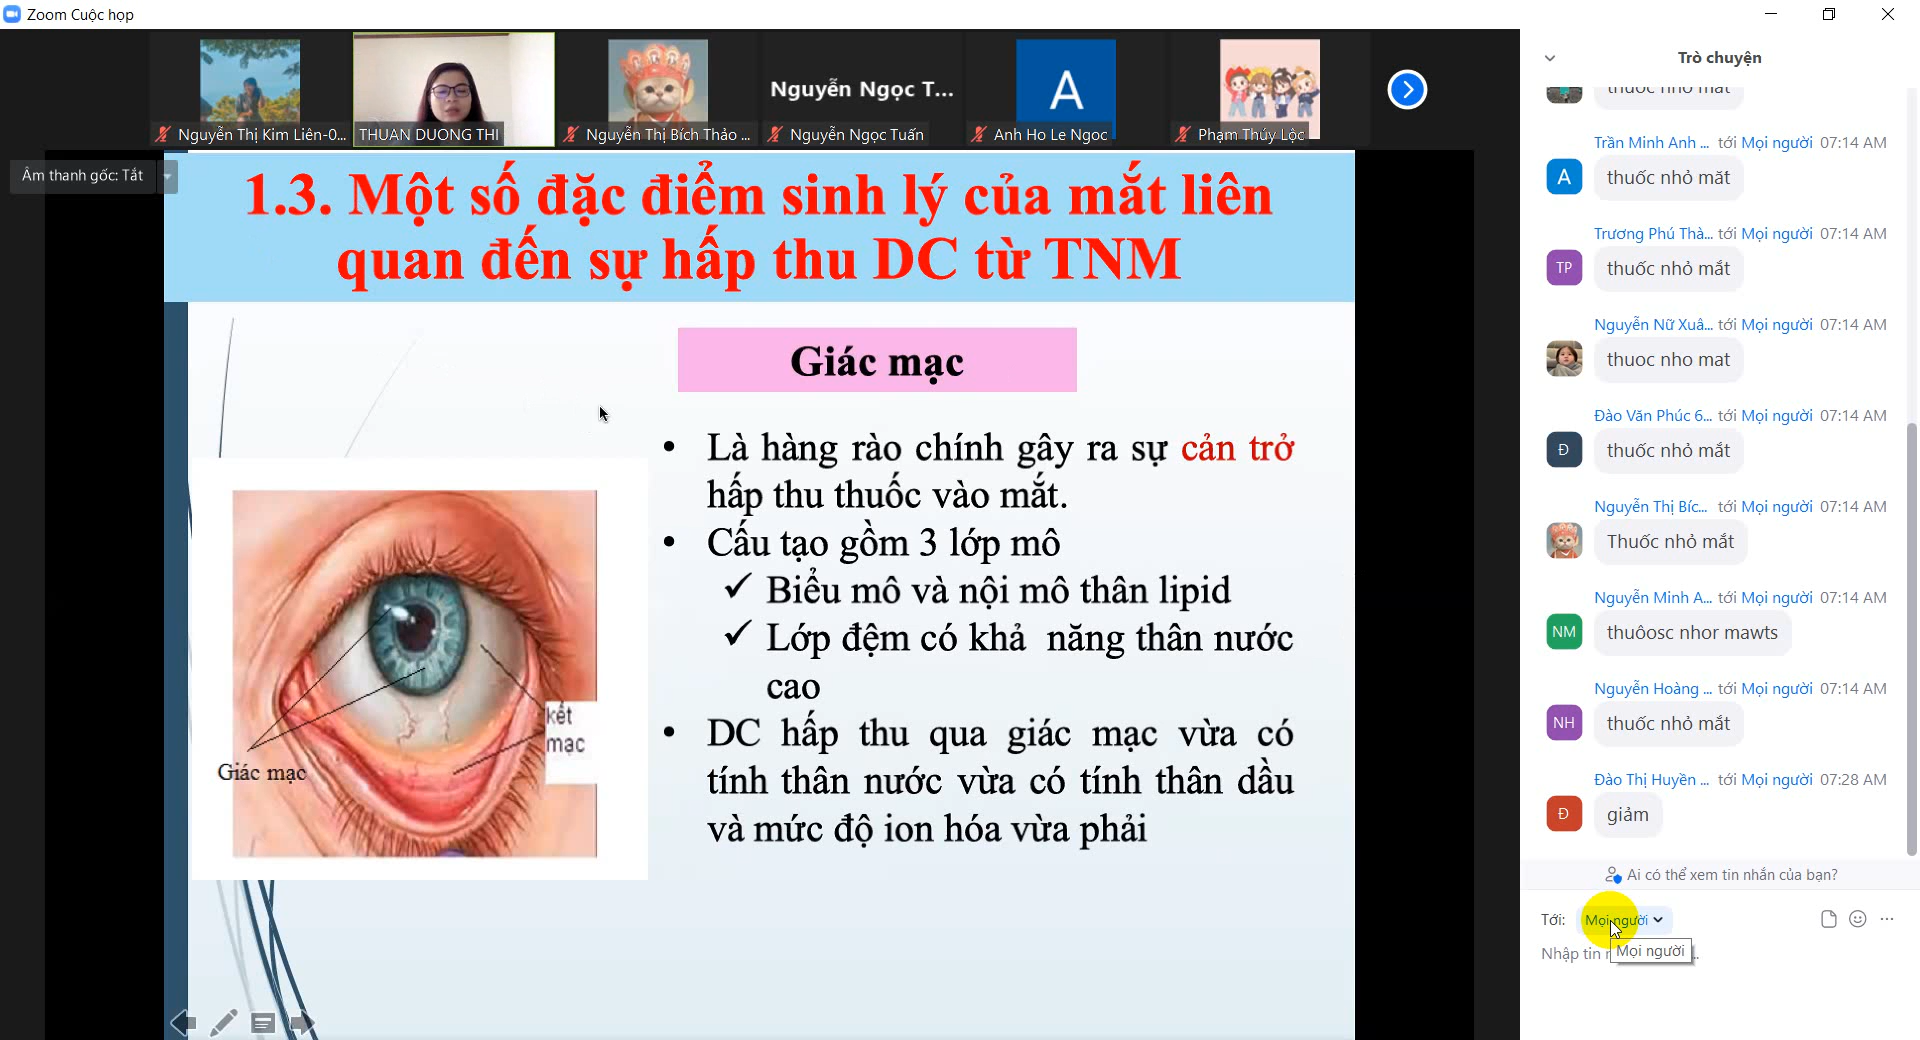 Zoom Cuộc họp
Nguyễn Ngọc T...
A
Nguyễn Thị Kim Liên-0...
THUAN DUONG THI
Nguyễn Thị Bích Thảo ...
Nguyễn Ngọc Tuấn
Anh Ho Le Ngoc
Phạm Thúy Lộc
Âm thanh gốc: Tắt
1.3. Một số đặc điểm sinh lý của mắt liên
quan đến sự hấp thu DC từ TNM
Giác mạc
• Là hàng rào chính gây ra sự cản trở
hấp thu thuốc vào mắt.
• Cấu tạo gồm 3 lớp mô
✓ Biểu mô và nội mô thân lipid
✓ Lớp đệm có khả năng thân nước
cao
• DC hấp thu qua giác mạc vừa có
tính thân nước vừa có tính thân dầu
và mức độ ion hóa vừa phải
kết
mạc
Giác mạc
Trò chuyện
thuốc nhỏ mắt
Trần Minh Anh ... tới Mọi người 07:14 AM
A
thuốc nhỏ măt
Trương Phú Thà... tới Mọi người 07:14 AM
TP
thuốc nhỏ mắt
Nguyễn Nữ Xuâ... tới Mọi người 07:14 AM
thuoc nho mat
Đào Văn Phúc 6... tới Mọi người 07:14 AM
Đ
thuốc nhỏ mắt
Nguyễn Thị Bíc... tới Mọi người 07:14 AM
Thuốc nhỏ mắt
Nguyễn Minh A... tới Mọi người 07:14 AM
NM
thuôosc nhor mawts
Nguyễn Hoàng ... tới Mọi người 07:14 AM
NH
thuốc nhỏ mắt
Đào Thị Huyền ... tới Mọi người 07:28 AM
Đ
giảm
Ai có thể xem tin nhắn của bạn?
Tới: Mọi người
Nhập tin
Mọi người